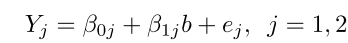 Y_j = β_{0j} + β_{1j}b + e_j, j = 1, 2